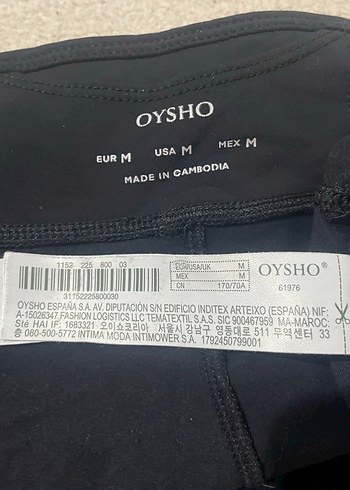 OYSHO
EUR M USA M MEX M
MADE IN CAMBODIA
1152 225 800 03
31152225800030
EUR/USA/UK M
MEX M
CN 170/70A
OYSHO®
61976
OYSHO ESPAÑA S.A. AV. DIPUTACIÓN S/N EDIFICIO INDITEX ARTEIXO (ESPAÑA) NIF:
A-15026347 FASHION LOGISTICS LLC TEMATEXTIL S.A.S. SIC 900467959 MA-MAROC:
Sté HAI IF: 1683321 오이쇼코리아 서울시 강남구 영동대로 511 무역센터 33
층 080-500-5772 INTIMA MODA INTIMOWER S.A. 1792450799001